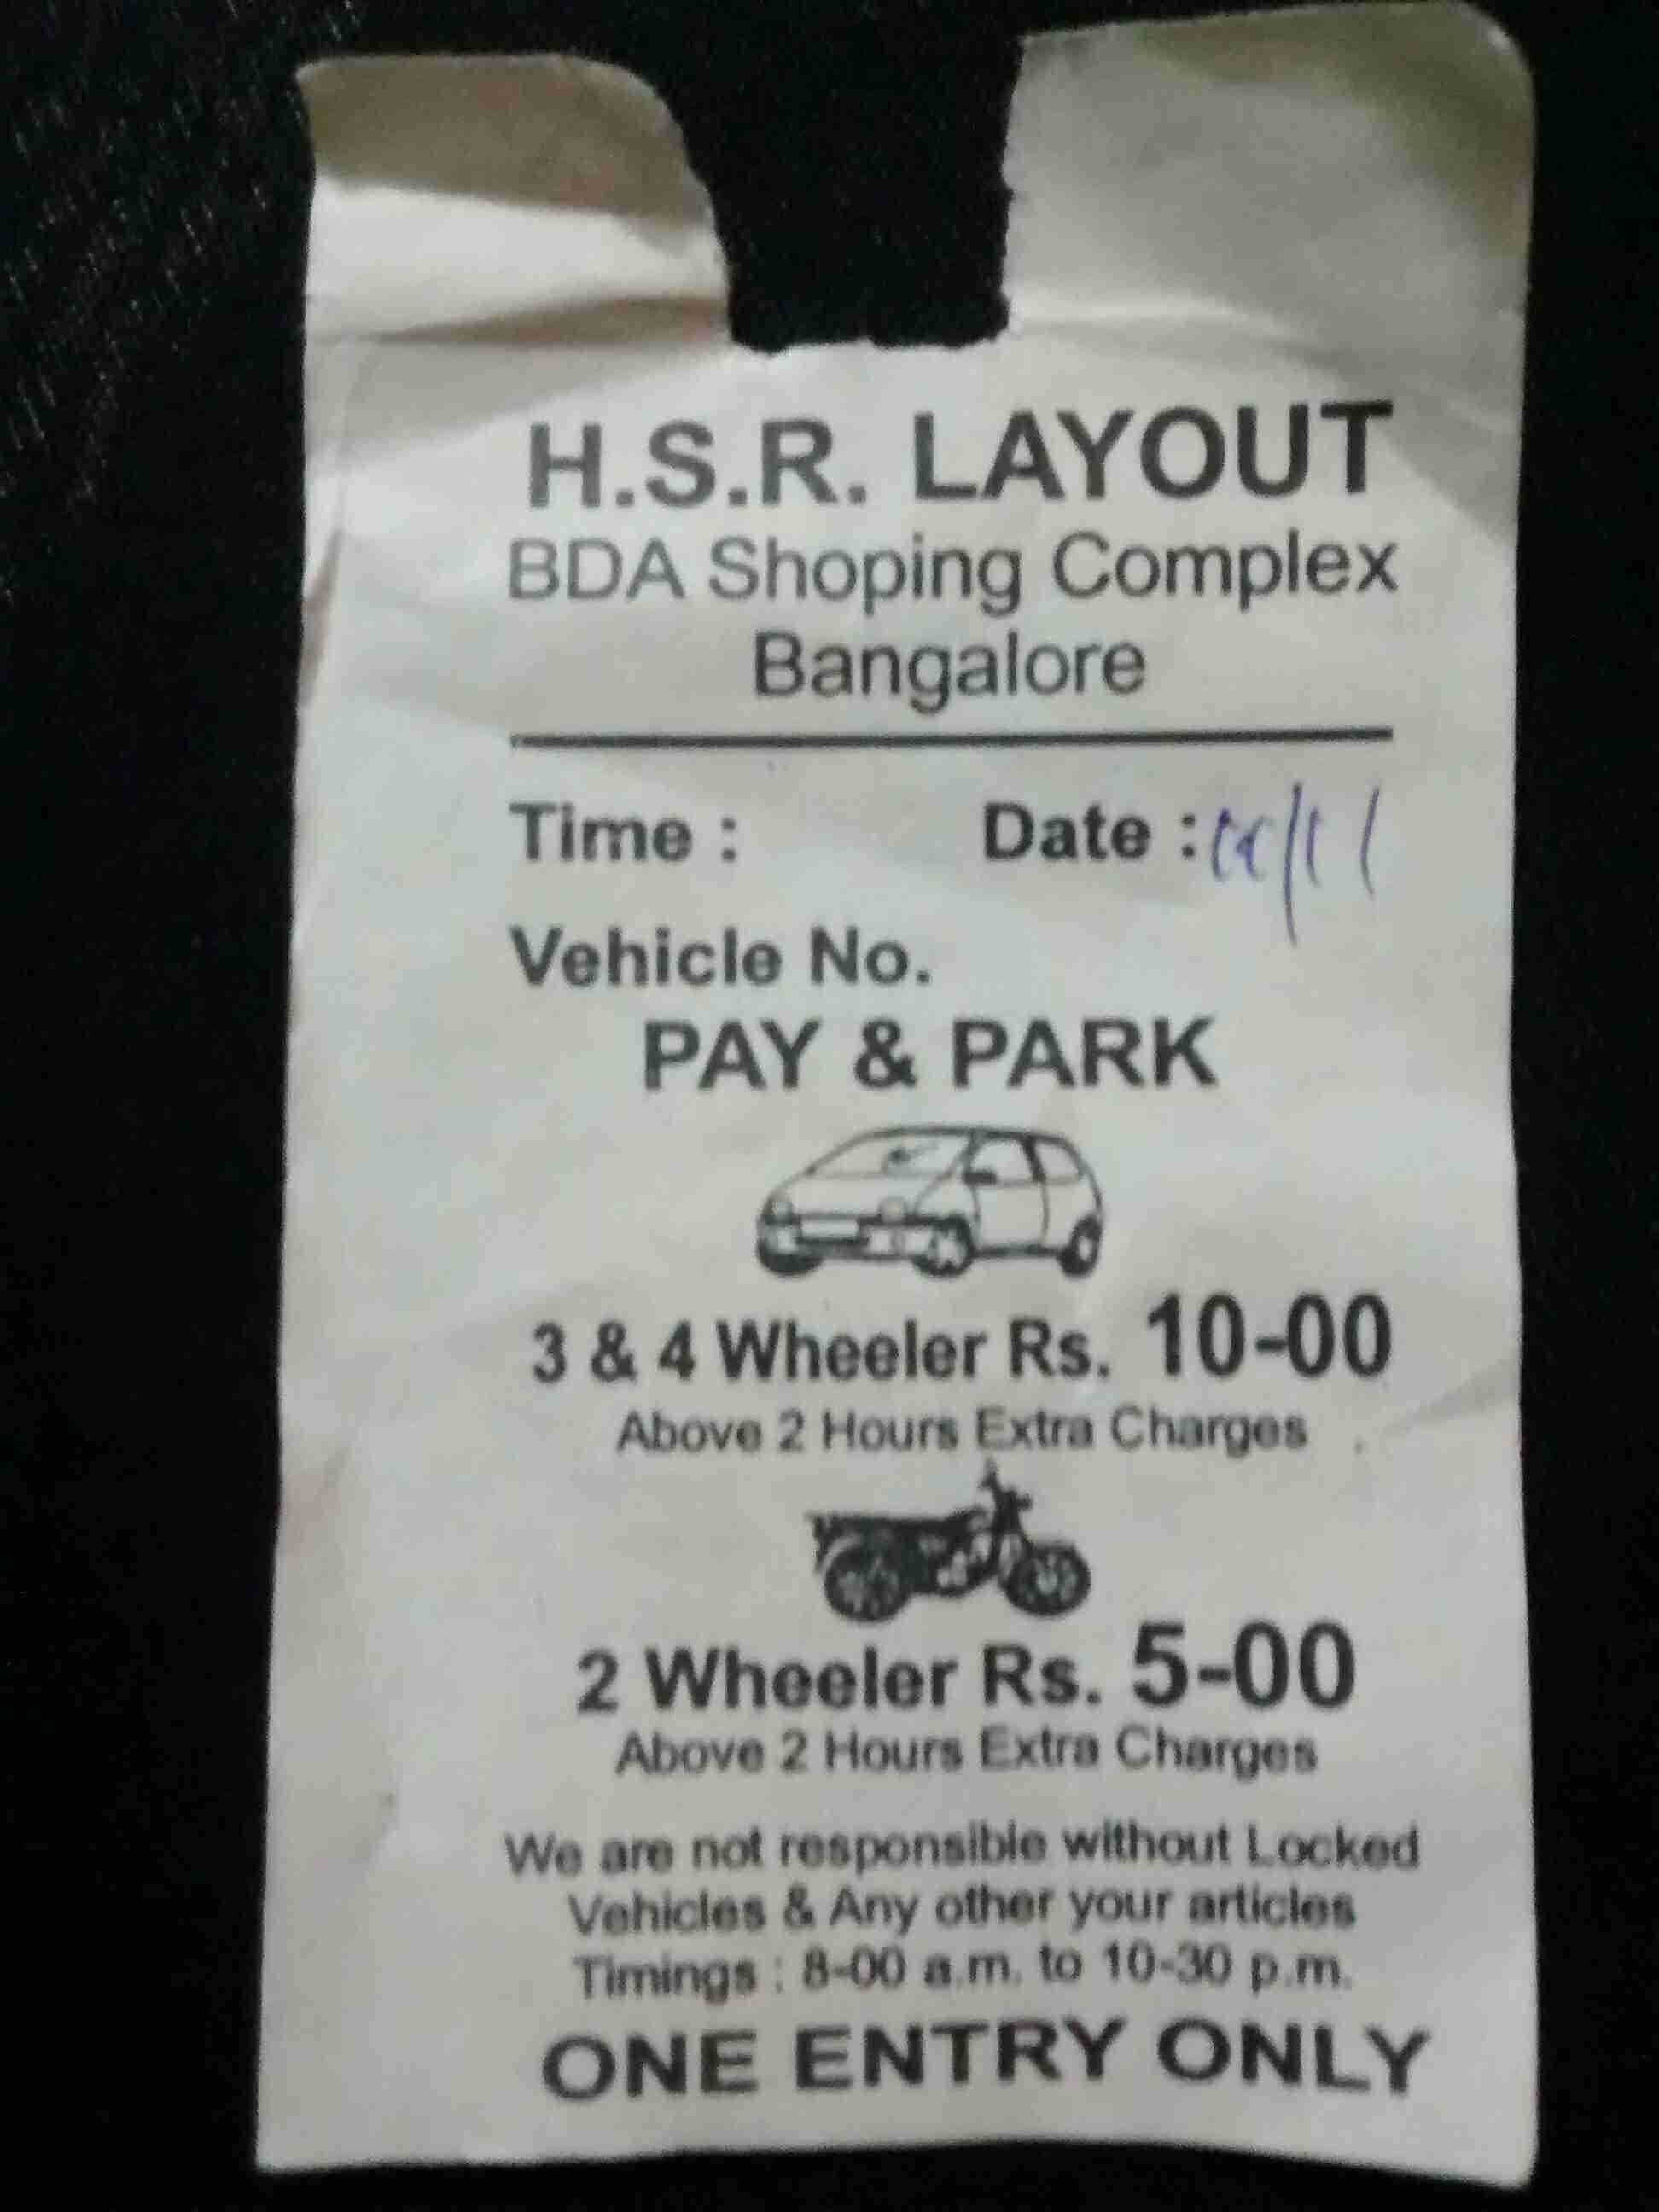 H.S.R. LAYOUT
BDA Shoping Complex
Bangalore
Time : Date :
Vehicle No.
PAY & PARK
3 & 4 Wheeler Rs. 10-00
Above 2 Hours Extra Charges
2 Wheeler Rs. 5-00
Above 2 Hours Extra Charges
We are not responsible without Locked
Vehicles & Any other your articles
Timings : 8-00 a.m. to 10-30 p.m.
ONE ENTRY ONLY